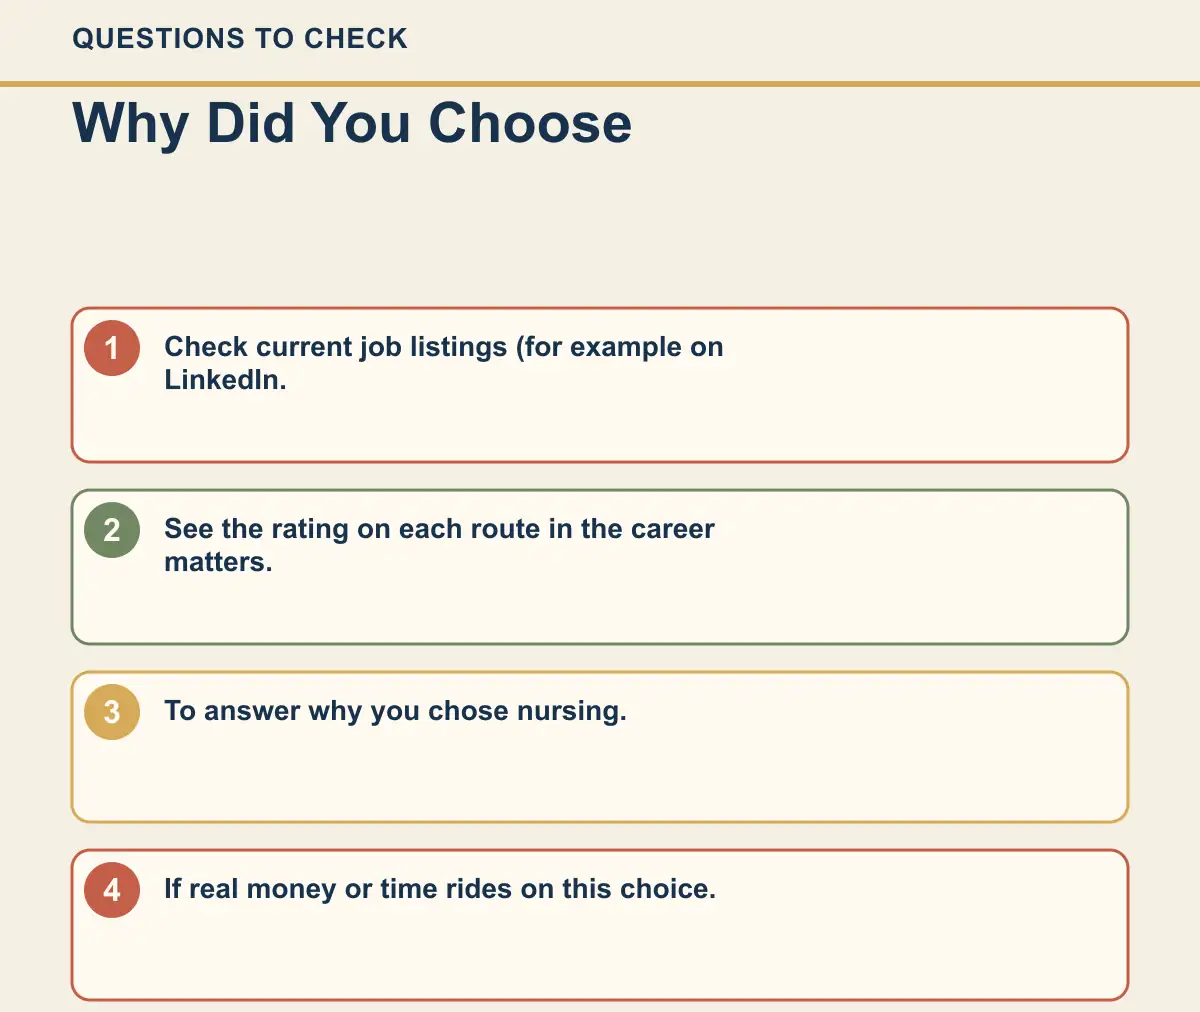 QUESTIONS TO CHECK
Why Did You Choose
1
Check current job listings (for example on
LinkedIn.
2
See the rating on each route in the career
matters.
3
To answer why you chose nursing.
4
If real money or time rides on this choice.